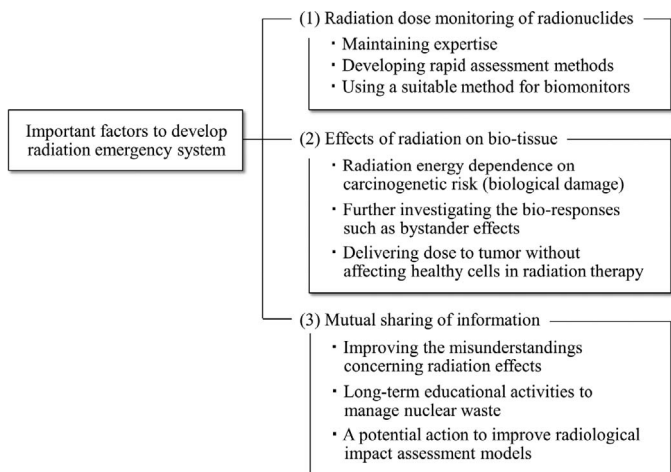 Important factors to develop
radiation emergency system
(1) Radiation dose monitoring of radionuclides
・Maintaining expertise
・Developing rapid assessment methods
・Using a suitable method for biomonitors
(2) Effects of radiation on bio-tissue
・Radiation energy dependence on
carcinogenetic risk (biological damage)
・Further investigating the bio-responses
such as bystander effects
・Delivering dose to tumor without
affecting healthy cells in radiation therapy
(3) Mutual sharing of information
・Improving the misunderstandings
concerning radiation effects
・Long-term educational activities to
manage nuclear waste
・A potential action to improve radiological
impact assessment models